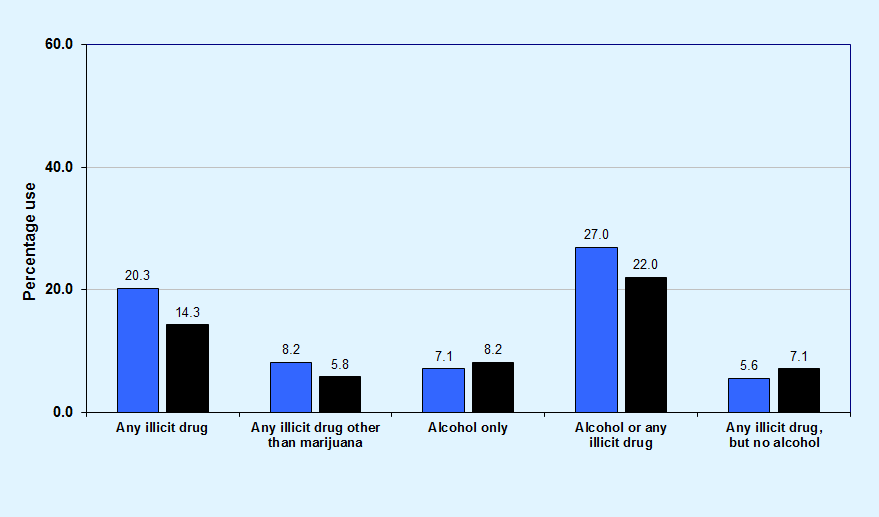 60.0
40.0
20.0
0.0
Percentage use
20.3
14.3
8.2
5.8
7.1
8.2
27.0
22.0
5.6
7.1
Any illicit drug
Any illicit drug other
than marijuana
Alcohol only
Alcohol or any
illicit drug
Any illicit drug,
but no alcohol